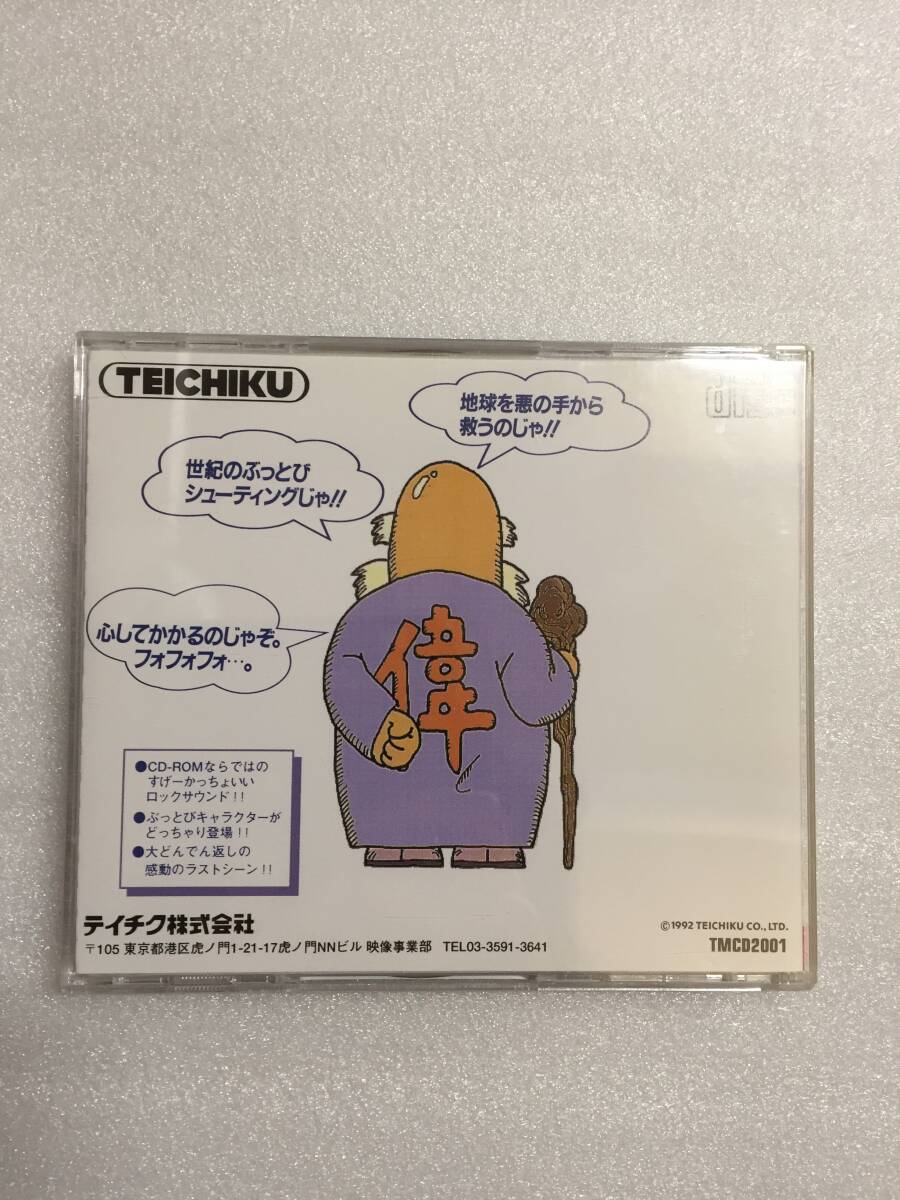 TEICHIKU
地球を悪の手から
救うのじゃ!!
世紀のぶっとび
シューティングじゃ!!
心してかかるのじゃぞ。
フォフォフォ…。
偉
●CD-ROMならではの
すげーかっちょいい
ロックサウンド!!
●ぶっとびキャラクターが
どっちゃり登場!!
●大どんでん返しの
感動のラストシーン!!
テイチク株式会社
〒105 東京都港区虎ノ門1-21-17虎ノ門NNビル 映像事業部 TEL03-3591-3641
©1992 TEICHIKU CO., LTD.
TMCD2001